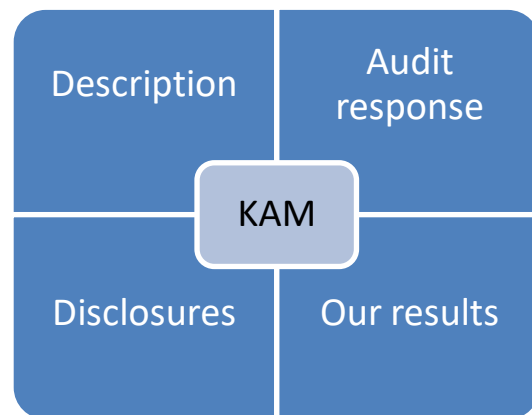 Description
Audit
response
KAM
Disclosures
Our results